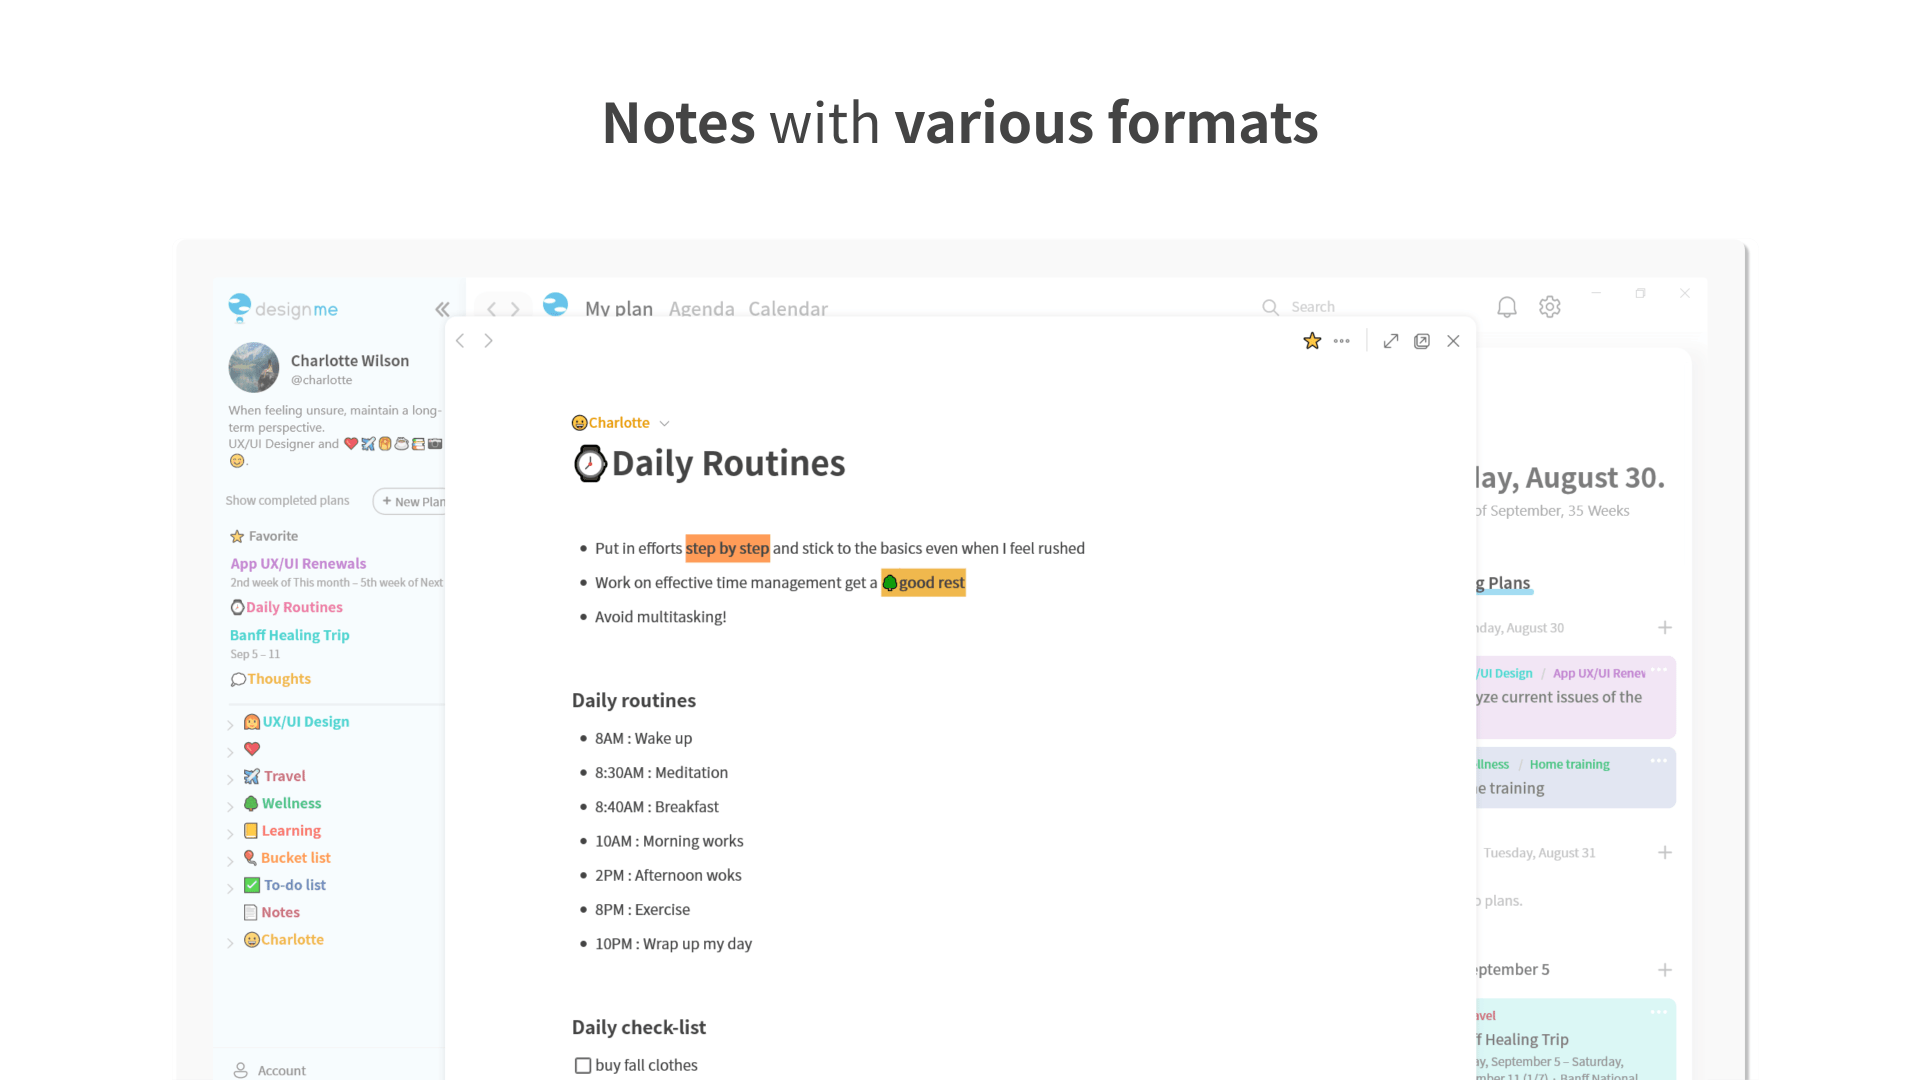 Notes with various formats
designme
My plan Agenda Calendar
Search
Charlotte Wilson
@charlotte
When feeling unsure, maintain a long-
term perspective.
UX/UI Designer and
.
Show completed plans
+ New Plan
Favorite
App UX/UI Renewals
2nd week of This month – 5th week of Next
Daily Routines
Banff Healing Trip
Sep 5 – 11
Thoughts
UX/UI Design
Travel
Wellness
Learning
Bucket list
To-do list
Notes
Charlotte
Account
Charlotte
Daily Routines
• Put in efforts step by step and stick to the basics even when I feel rushed
• Work on effective time management get a good rest
• Avoid multitasking!
Daily routines
• 8AM : Wake up
• 8:30AM : Meditation
• 8:40AM : Breakfast
• 10AM : Morning works
• 2PM : Afternoon woks
• 8PM : Exercise
• 10PM : Wrap up my day
Daily check-list
buy fall clothes
day, August 30.
of September, 35 Weeks
g Plans
nday, August 30
/UI Design / App UX/UI Renew
yze current issues of the
llness / Home training
e training
Tuesday, August 31
o plans.
eptember 5
avel
ff Healing Trip
ay, September 5 – Saturday,
mber 11 (1/7) · Banff National